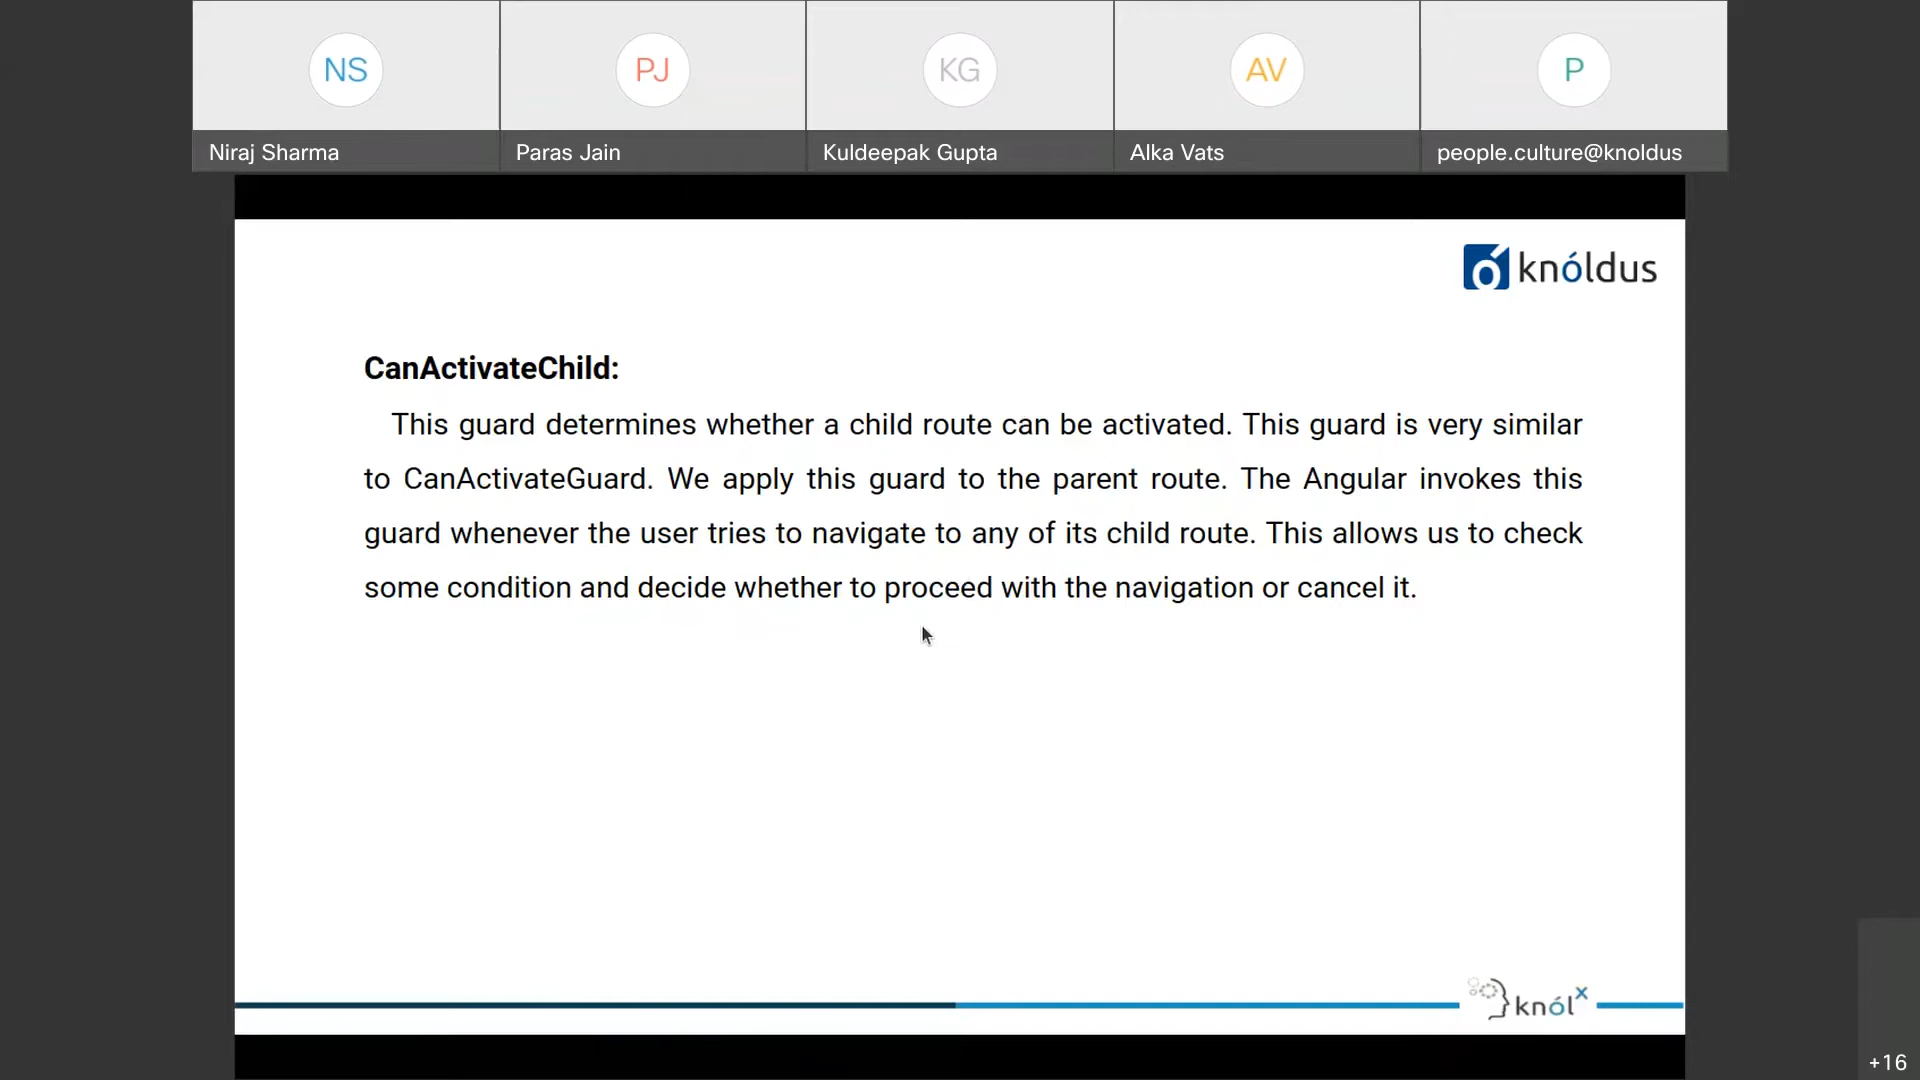 NS
PJ
KG
AV
P
Niraj Sharma
Paras Jain
Kuldeepak Gupta
Alka Vats
people.culture@knoldus
knóldus
CanActivateChild:
This guard determines whether a child route can be activated. This guard is very similar
to CanActivateGuard. We apply this guard to the parent route. The Angular invokes this
guard whenever the user tries to navigate to any of its child route. This allows us to check
some condition and decide whether to proceed with the navigation or cancel it.
knólx
+16